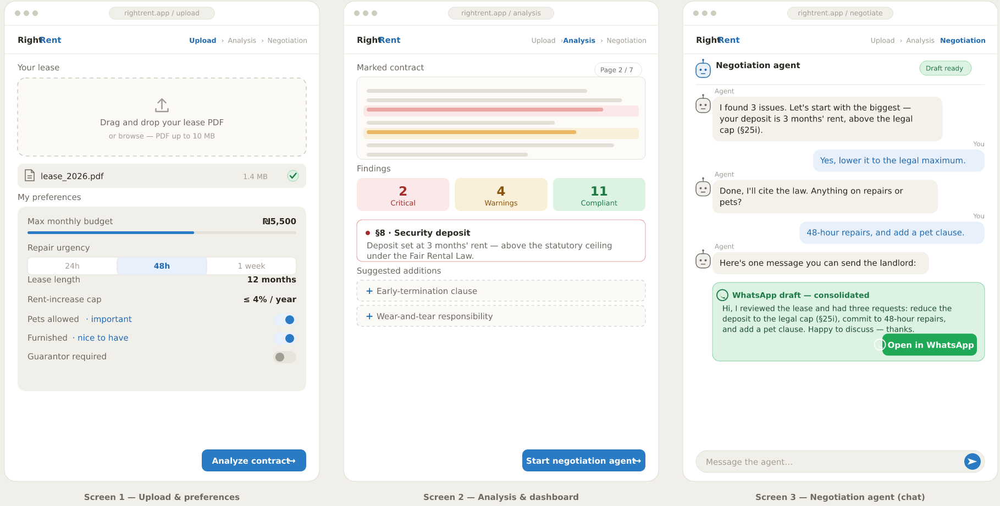 rightrent.app / upload
RightRent
Upload › Analysis › Negotiation
Your lease
Drag and drop your lease PDF
or browse — PDF up to 10 MB
lease_2026.pdf 1.4 MB
My preferences
Max monthly budget ₪5,500
Repair urgency
24h 48h 1 week
Lease length 12 months
Rent-increase cap ≤ 4% / year
Pets allowed · important
Furnished · nice to have
Guarantor required
Analyze contract→
Screen 1 — Upload & preferences
rightrent.app / analysis
RightRent
Upload › Analysis › Negotiation
Marked contract Page 2 / 7
Findings
2 4 11
Critical Warnings Compliant
§8 · Security deposit
Deposit set at 3 months' rent — above the statutory ceiling
under the Fair Rental Law.
Suggested additions
+ Early-termination clause
+ Wear-and-tear responsibility
Start negotiation agent→
Screen 2 — Analysis & dashboard
rightrent.app / negotiate
RightRent
Upload › Analysis › Negotiation
Negotiation agent Draft ready
Agent
I found 3 issues. Let's start with the biggest —
your deposit is 3 months' rent, above the legal
cap (§25i).
You
Yes, lower it to the legal maximum.
Agent
Done, I'll cite the law. Anything on repairs or
pets?
You
48-hour repairs, and add a pet clause.
Agent
Here's one message you can send the landlord:
WhatsApp draft — consolidated
Hi, I reviewed the lease and had three requests: reduce the
deposit to the legal cap (§25i), commit to 48-hour repairs,
and add a pet clause. Happy to discuss — thanks.
Open in WhatsApp
Message the agent…
Screen 3 — Negotiation agent (chat)